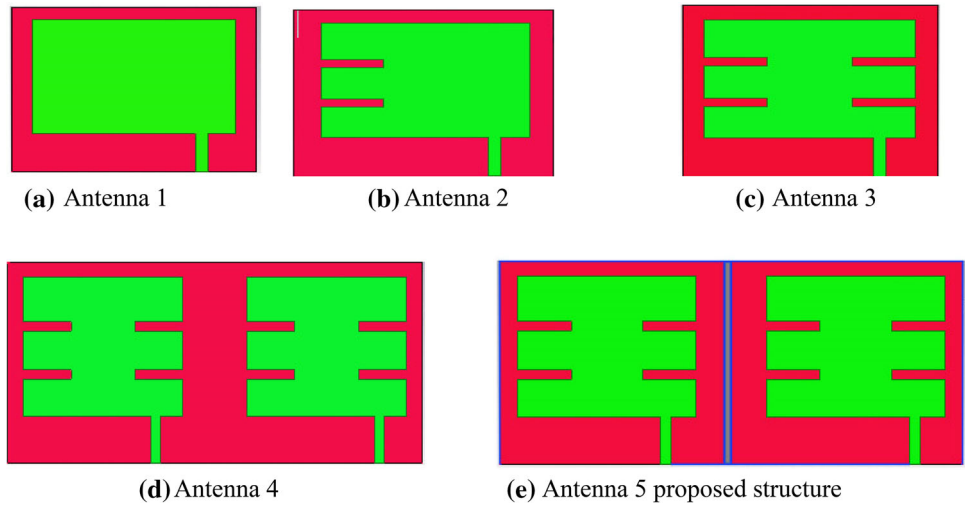 (a) Antenna 1
(b) Antenna 2
(c) Antenna 3
(d) Antenna 4
(e) Antenna 5 proposed structure